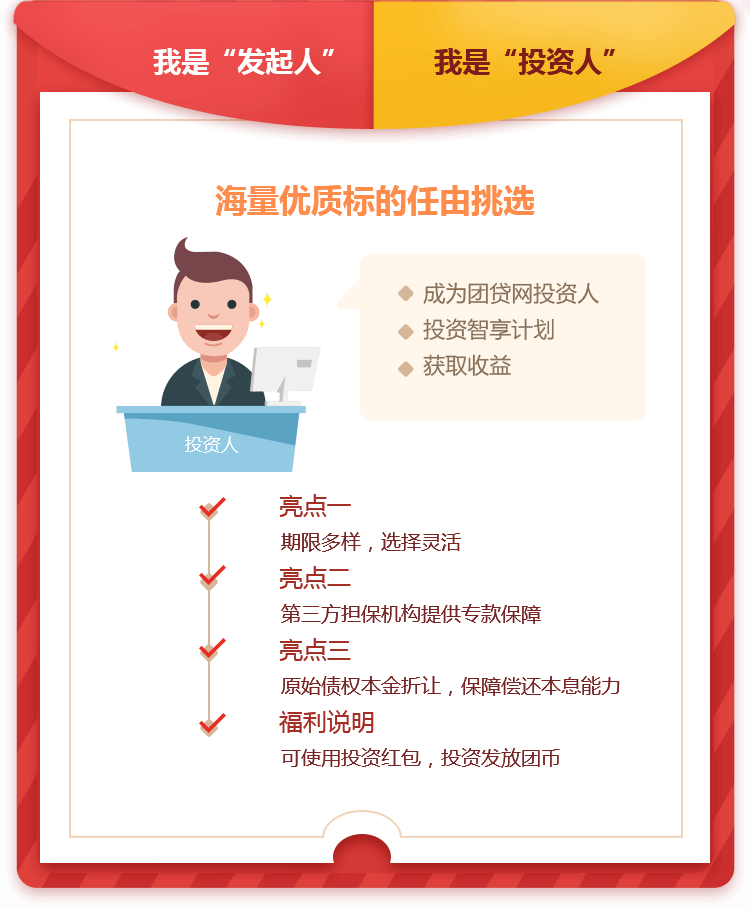 我是“发起人”
我是“投资人”
海量优质标的任由挑选
成为团贷网投资人
投资智享计划
获取收益
投资人
亮点一
期限多样，选择灵活
亮点二
第三方担保机构提供专款保障
亮点三
原始债权本金折让，保障偿还本息能力
福利说明
可使用投资红包，投资发放团币